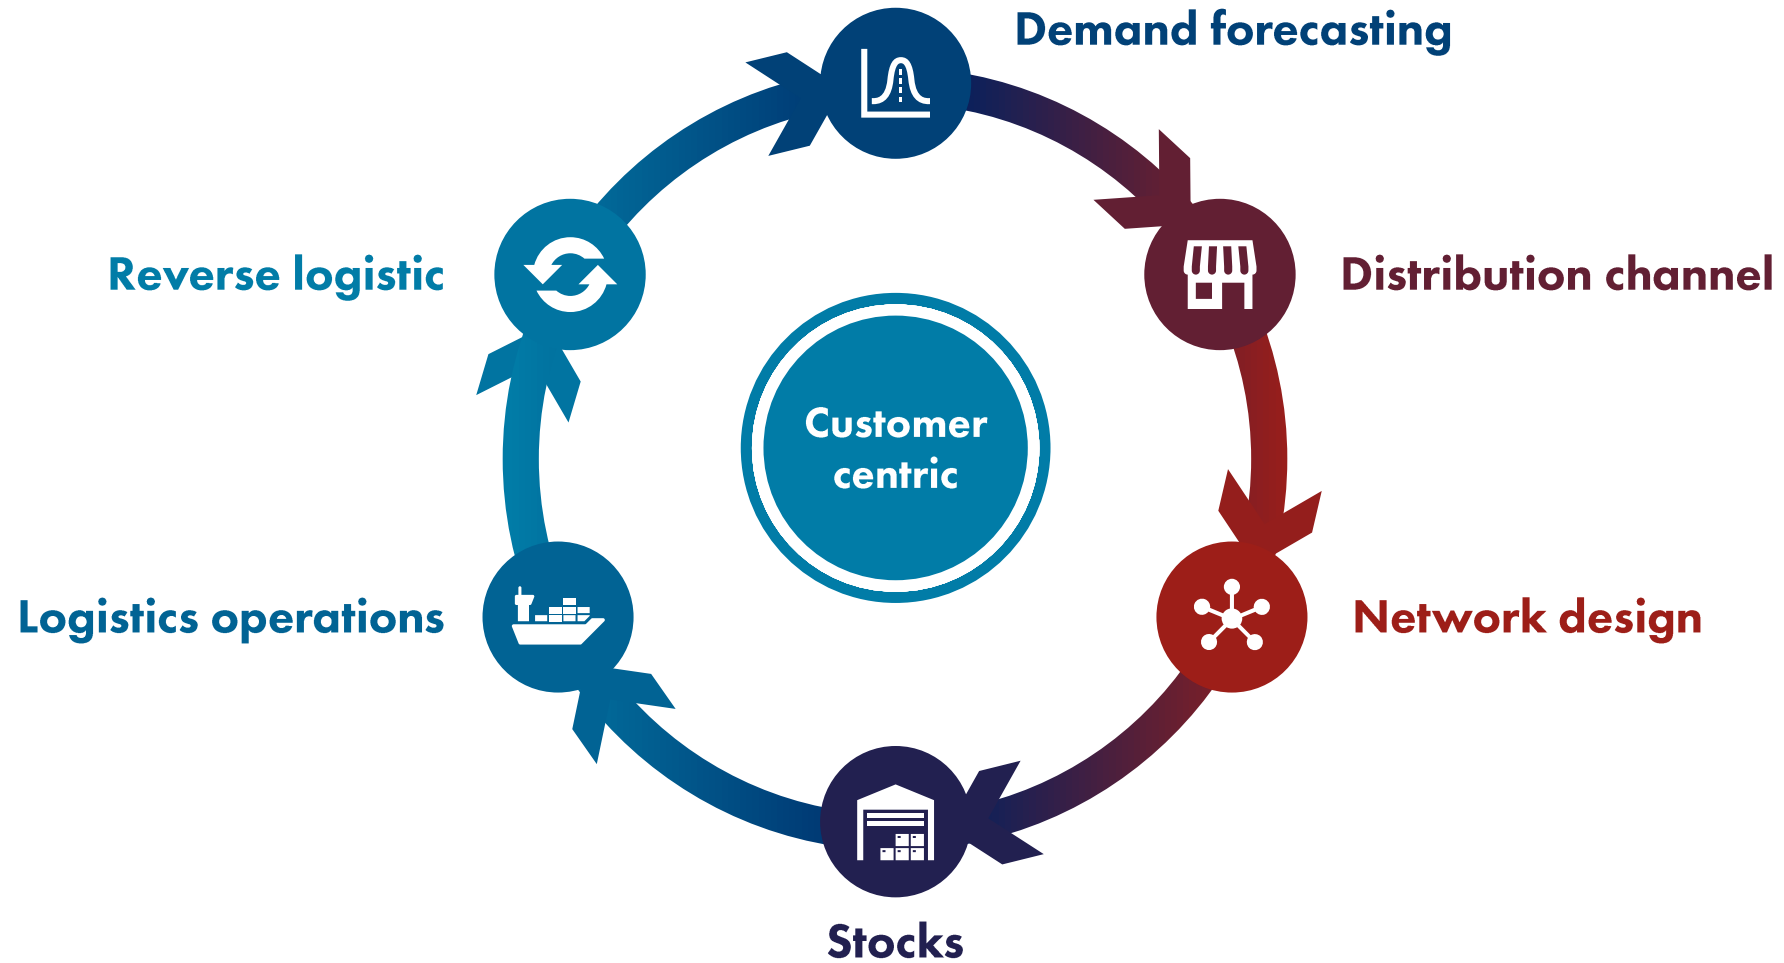 Demand forecasting
Distribution channel
Network design
Stocks
Logistics operations
Reverse logistic
Customer
centric